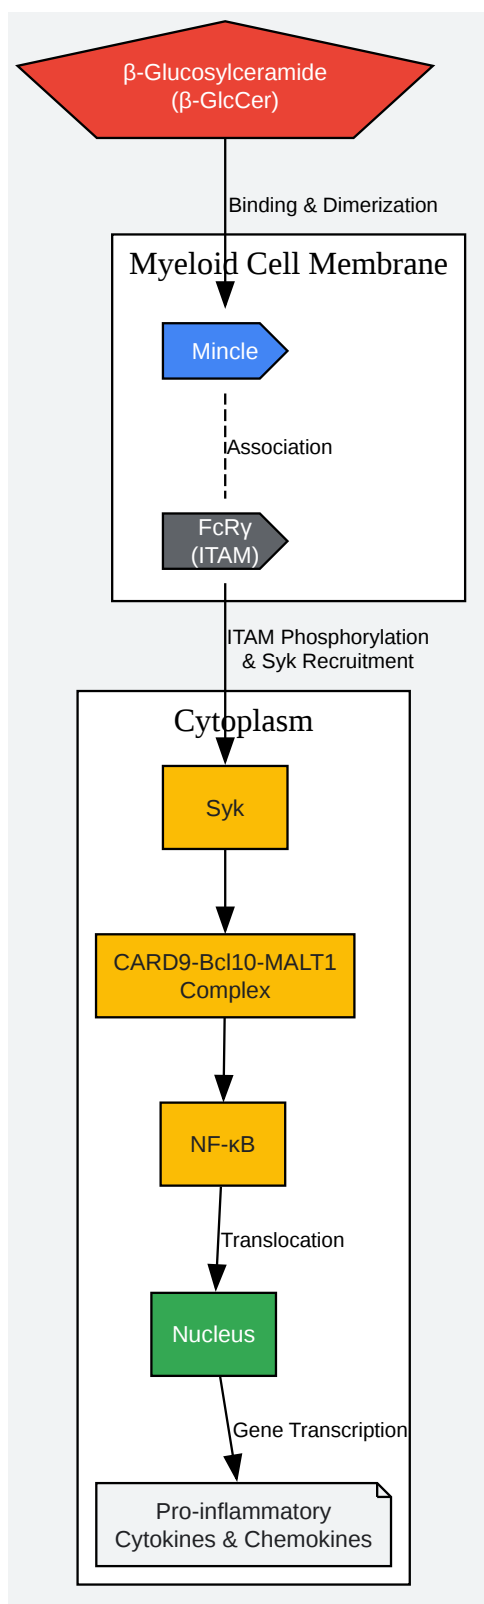 β-Glucosylceramide
(β-GlcCer)
Binding & Dimerization
Myeloid Cell Membrane
Mincle
Association
FcRγ
(ITAM)
ITAM Phosphorylation
& Syk Recruitment
Cytoplasm
Syk
CARD9-Bcl10-MALT1
Complex
NF-κB
Translocation
Nucleus
Gene Transcription
Pro-inflammatory
Cytokines & Chemokines